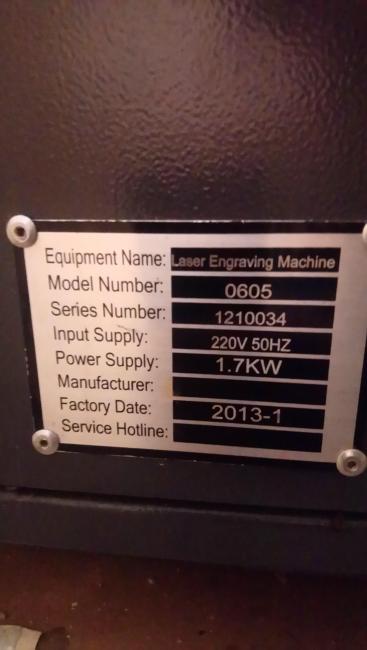 Equipment Name: Laser Engraving Machine
Model Number: 0605
Series Number: 1210034
Input Supply: 220V 50HZ
Power Supply: 1.7KW
Manufacturer:
Factory Date: 2013-1
Service Hotline: